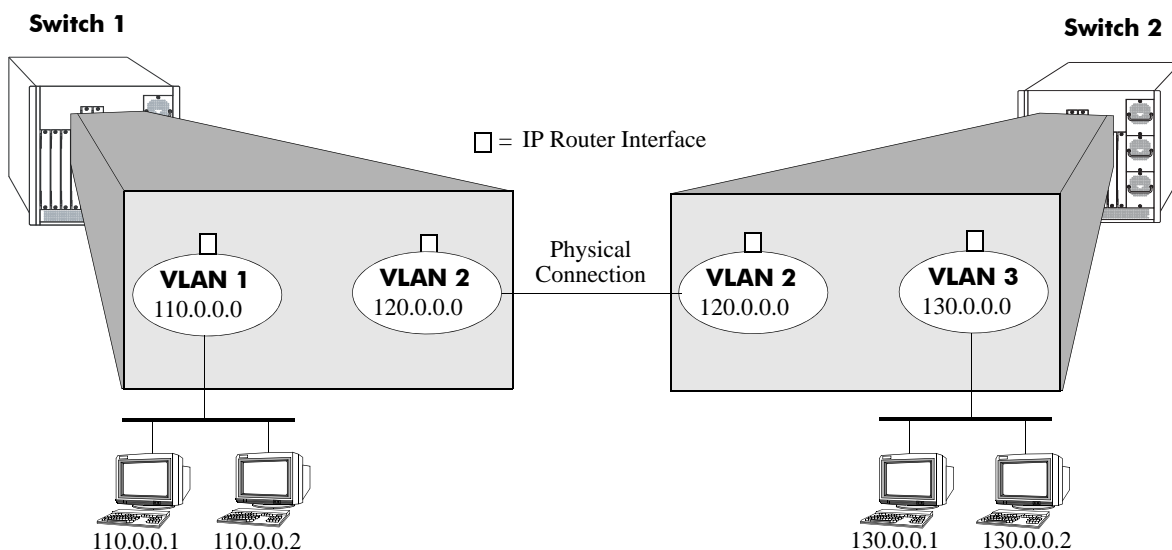 Switch 1
Switch 2
= IP Router Interface
Physical
Connection
VLAN 1
110.0.0.0
VLAN 2
120.0.0.0
VLAN 2
120.0.0.0
VLAN 3
130.0.0.0
110.0.0.1
110.0.0.2
130.0.0.1
130.0.0.2